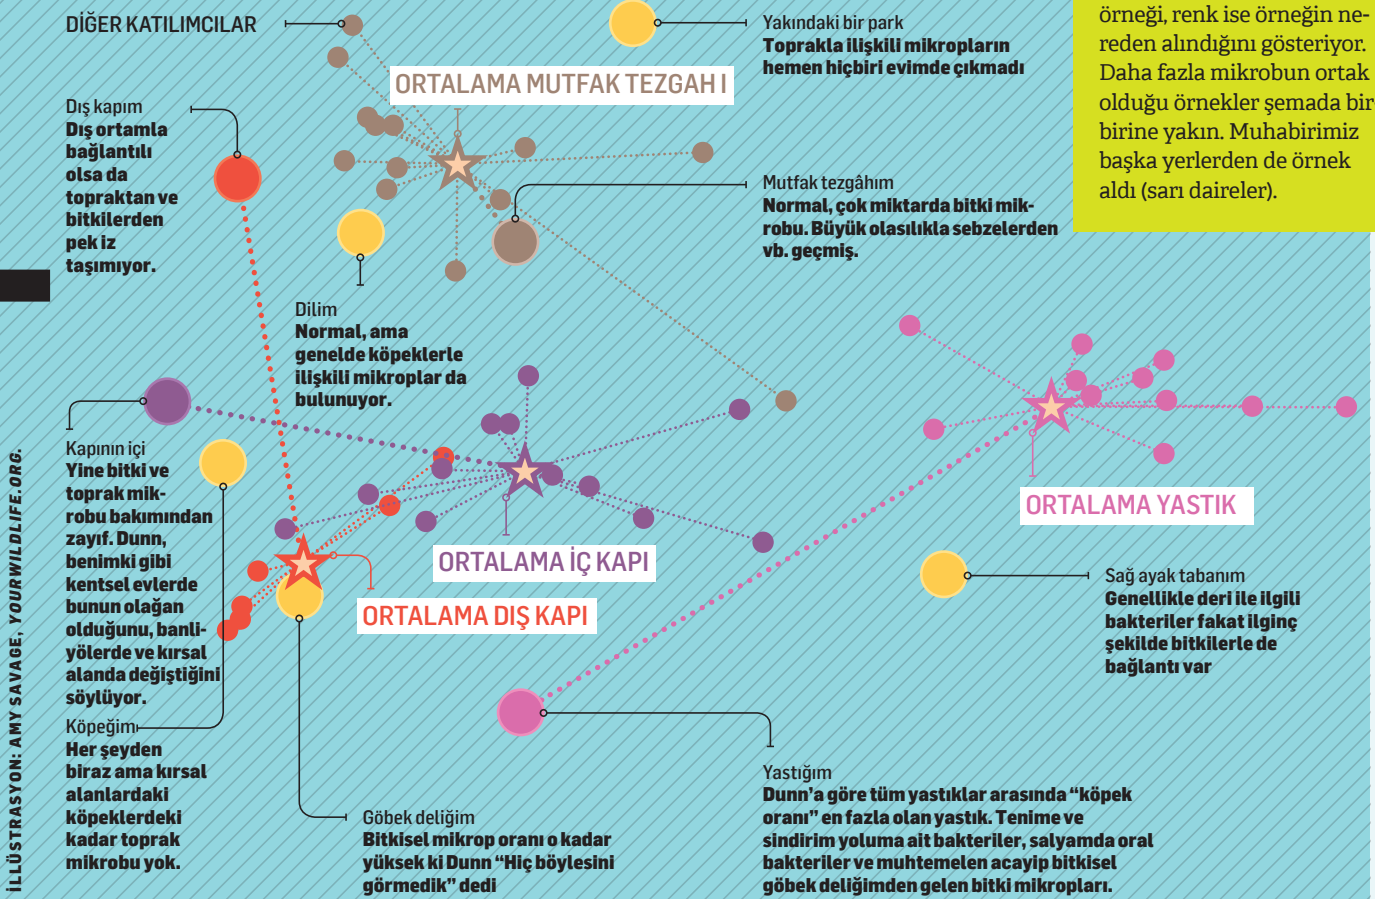 DİĞER KATILIMCILAR
Yakındaki bir park
Toprakla ilişkili mikropların
hemen hiçbiri evimde çıkmadı
örneği, renk ise örneğin ne-
reden alındığını gösteriyor.
Daha fazla mikrobun ortak
olduğu örnekler şemada bir
birine yakın. Muhabirimiz
başka yerlerden de örnek
aldı (sarı daireler).
ORTALAMA MUTFAK TEZGAH I
Dış kapım
Dış ortamla
bağlantılı
olsa da
topraktan ve
bitkilerden
pek iz
taşımıyor.
Mutfak tezgâhım
Normal, çok miktarda bitki mik-
robu. Büyük olasılıkla sebzelerden
vb. geçmiş.
Dilim
Normal, ama
genelde köpeklerle
ilişkili mikroplar da
bulunuyor.
Kapının içi
Yine bitki ve
toprak mik-
robu bakımından
zayıf. Dunn,
benimki gibi
kentsel evlerde
bunun olağan
olduğunu, banli-
yölerde ve kırsal
alanda değiştiğini
söylüyor.
ORTALAMA YASTIK
ORTALAMA İÇ KAPI
ORTALAMA DIŞ KAPI
Sağ ayak tabanım
Genellikle deri ile ilgili
bakteriler fakat ilginç
şekilde bitkilerle de
bağlantı var
Köpeğim
Her şeyden
biraz ama kırsal
alanlardaki
köpeklerdeki
kadar toprak
mikrobu yok.
Göbek deliğim
Bitkisel mikrop oranı o kadar
yüksek ki Dunn “Hiç böylesini
görmedik” dedi
Yastığım
Dunn’a göre tüm yastıklar arasında “köpek
oranı” en fazla olan yastık. Tenime ve
sindirim yoluma ait bakteriler, salyamda oral
bakteriler ve muhtemelen acayip bitkisel
göbek deliğimden gelen bitki mikropları.
İLLÜSTRASYON: AMY SAVAGE, YOURWILDLIFE.ORG.